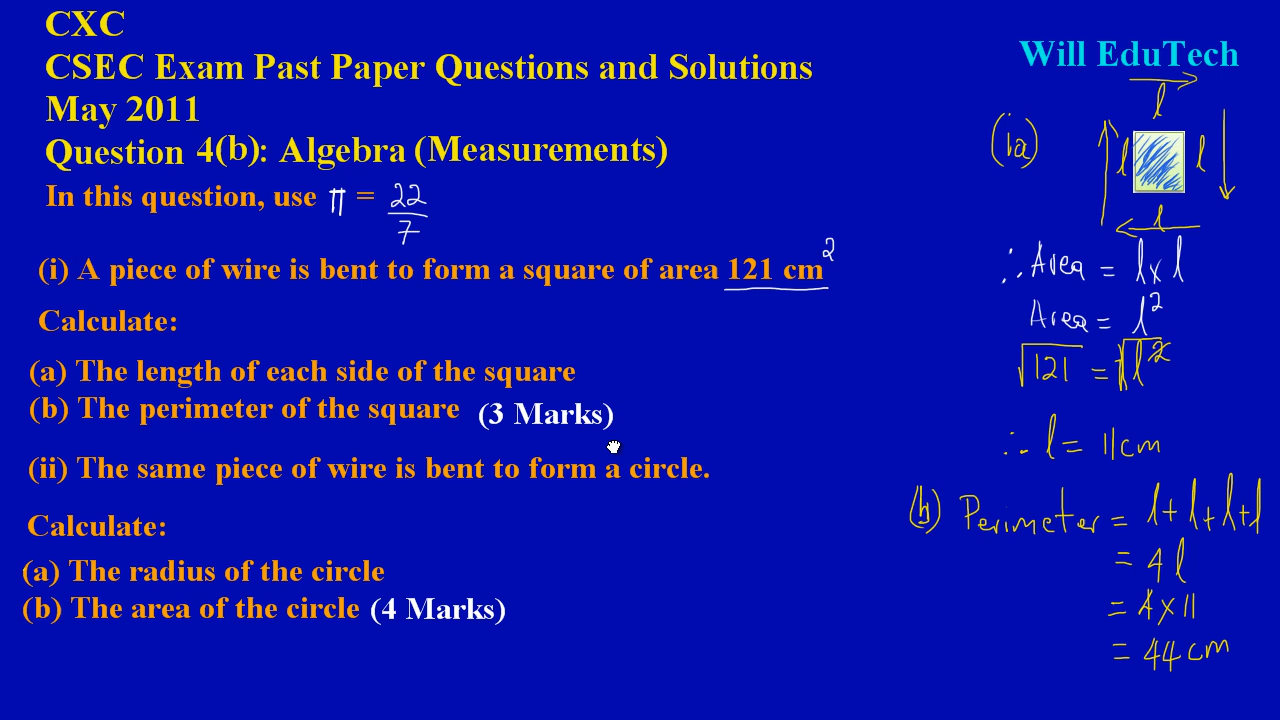 CXC
CSEC Exam Past Paper Questions and Solutions
May 2011
Question 4(b): Algebra (Measurements)
In this question, use π = 22/7
(i) A piece of wire is bent to form a square of area 121 cm²
Calculate:
(a) The length of each side of the square
(b) The perimeter of the square (3 Marks)
(ii) The same piece of wire is bent to form a circle.
Calculate:
(a) The radius of the circle
(b) The area of the circle (4 Marks)
Will EduTech
l
(ia) l l
l
∴ Area = l x l
Area = l²
√121 = √l²
∴ l = 11cm
(b) Perimeter = l + l + l + l
= 4l
= 4 x 11
= 44cm